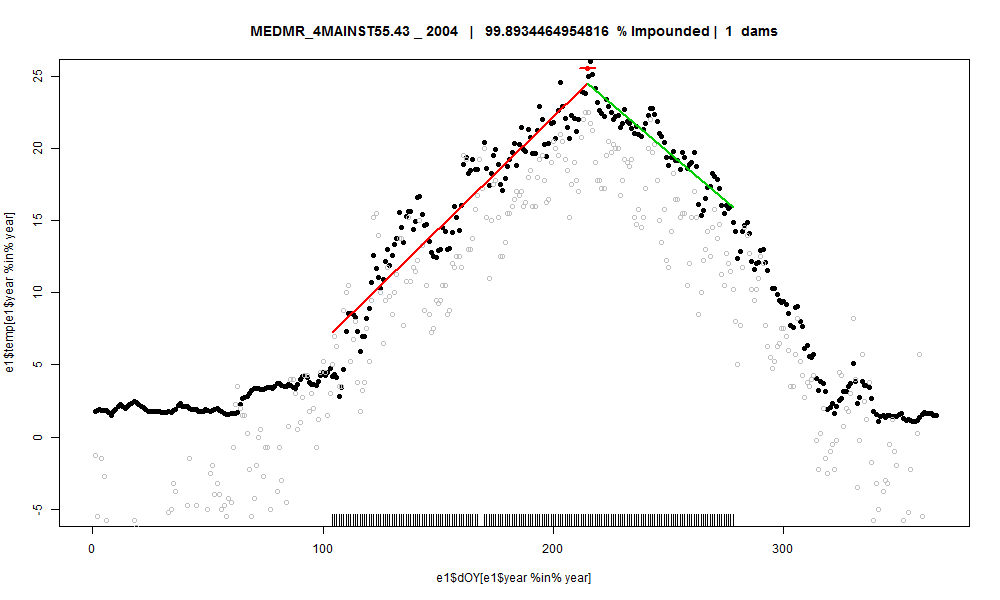 MEDMR_4MAINST55.43 _ 2004 | 99.8934464954816 % Impounded | 1 dams
e1$temp[e1$year %in% year]
25
20
15
10
5
0
-5
0 100 200 300
e1$dOY[e1$year %in% year]